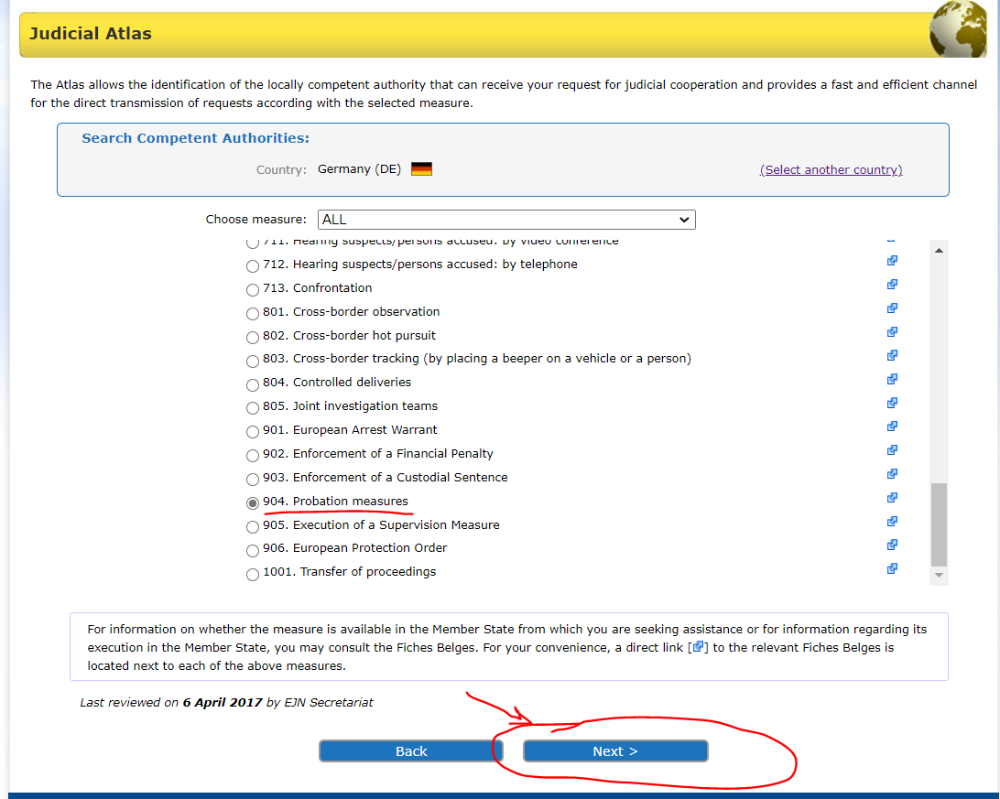 Judicial Atlas
The Atlas allows the identification of the locally competent authority that can receive your request for judicial cooperation and provides a fast and efficient channel
for the direct transmission of requests according with the selected measure.
Search Competent Authorities:
Country: Germany (DE) (Select another country)
Choose measure: ALL
711. Hearing suspects/persons accused: by video conference
712. Hearing suspects/persons accused: by telephone
713. Confrontation
801. Cross-border observation
802. Cross-border hot pursuit
803. Cross-border tracking (by placing a beeper on a vehicle or a person)
804. Controlled deliveries
805. Joint investigation teams
901. European Arrest Warrant
902. Enforcement of a Financial Penalty
903. Enforcement of a Custodial Sentence
904. Probation measures
905. Execution of a Supervision Measure
906. European Protection Order
1001. Transfer of proceedings
For information on whether the measure is available in the Member State from which you are seeking assistance or for information regarding its
execution in the Member State, you may consult the Fiches Belges. For your convenience, a direct link [ ] to the relevant Fiches Belges is
located next to each of the above measures.
Last reviewed on 6 April 2017 by EJN Secretariat
Back Next >